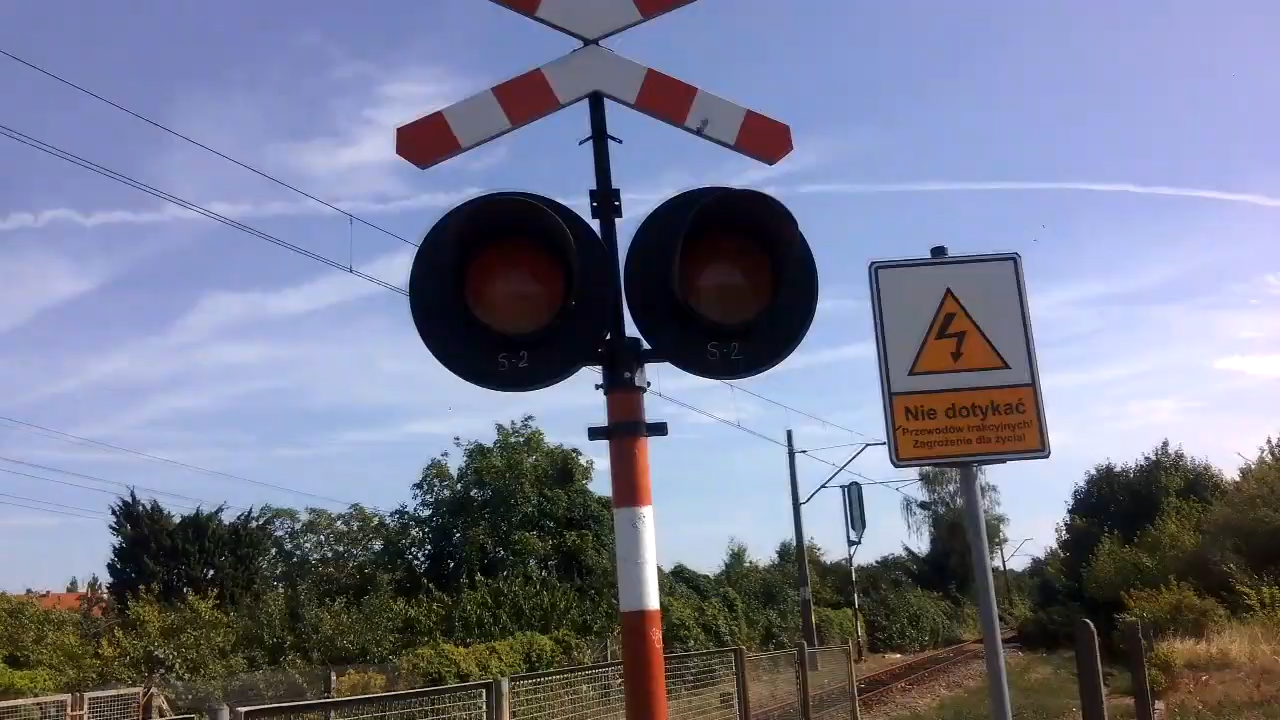 S-2
S-2
Nie dotykać
Przewodów trakcyjnych!
Zagrożenie dla życia!